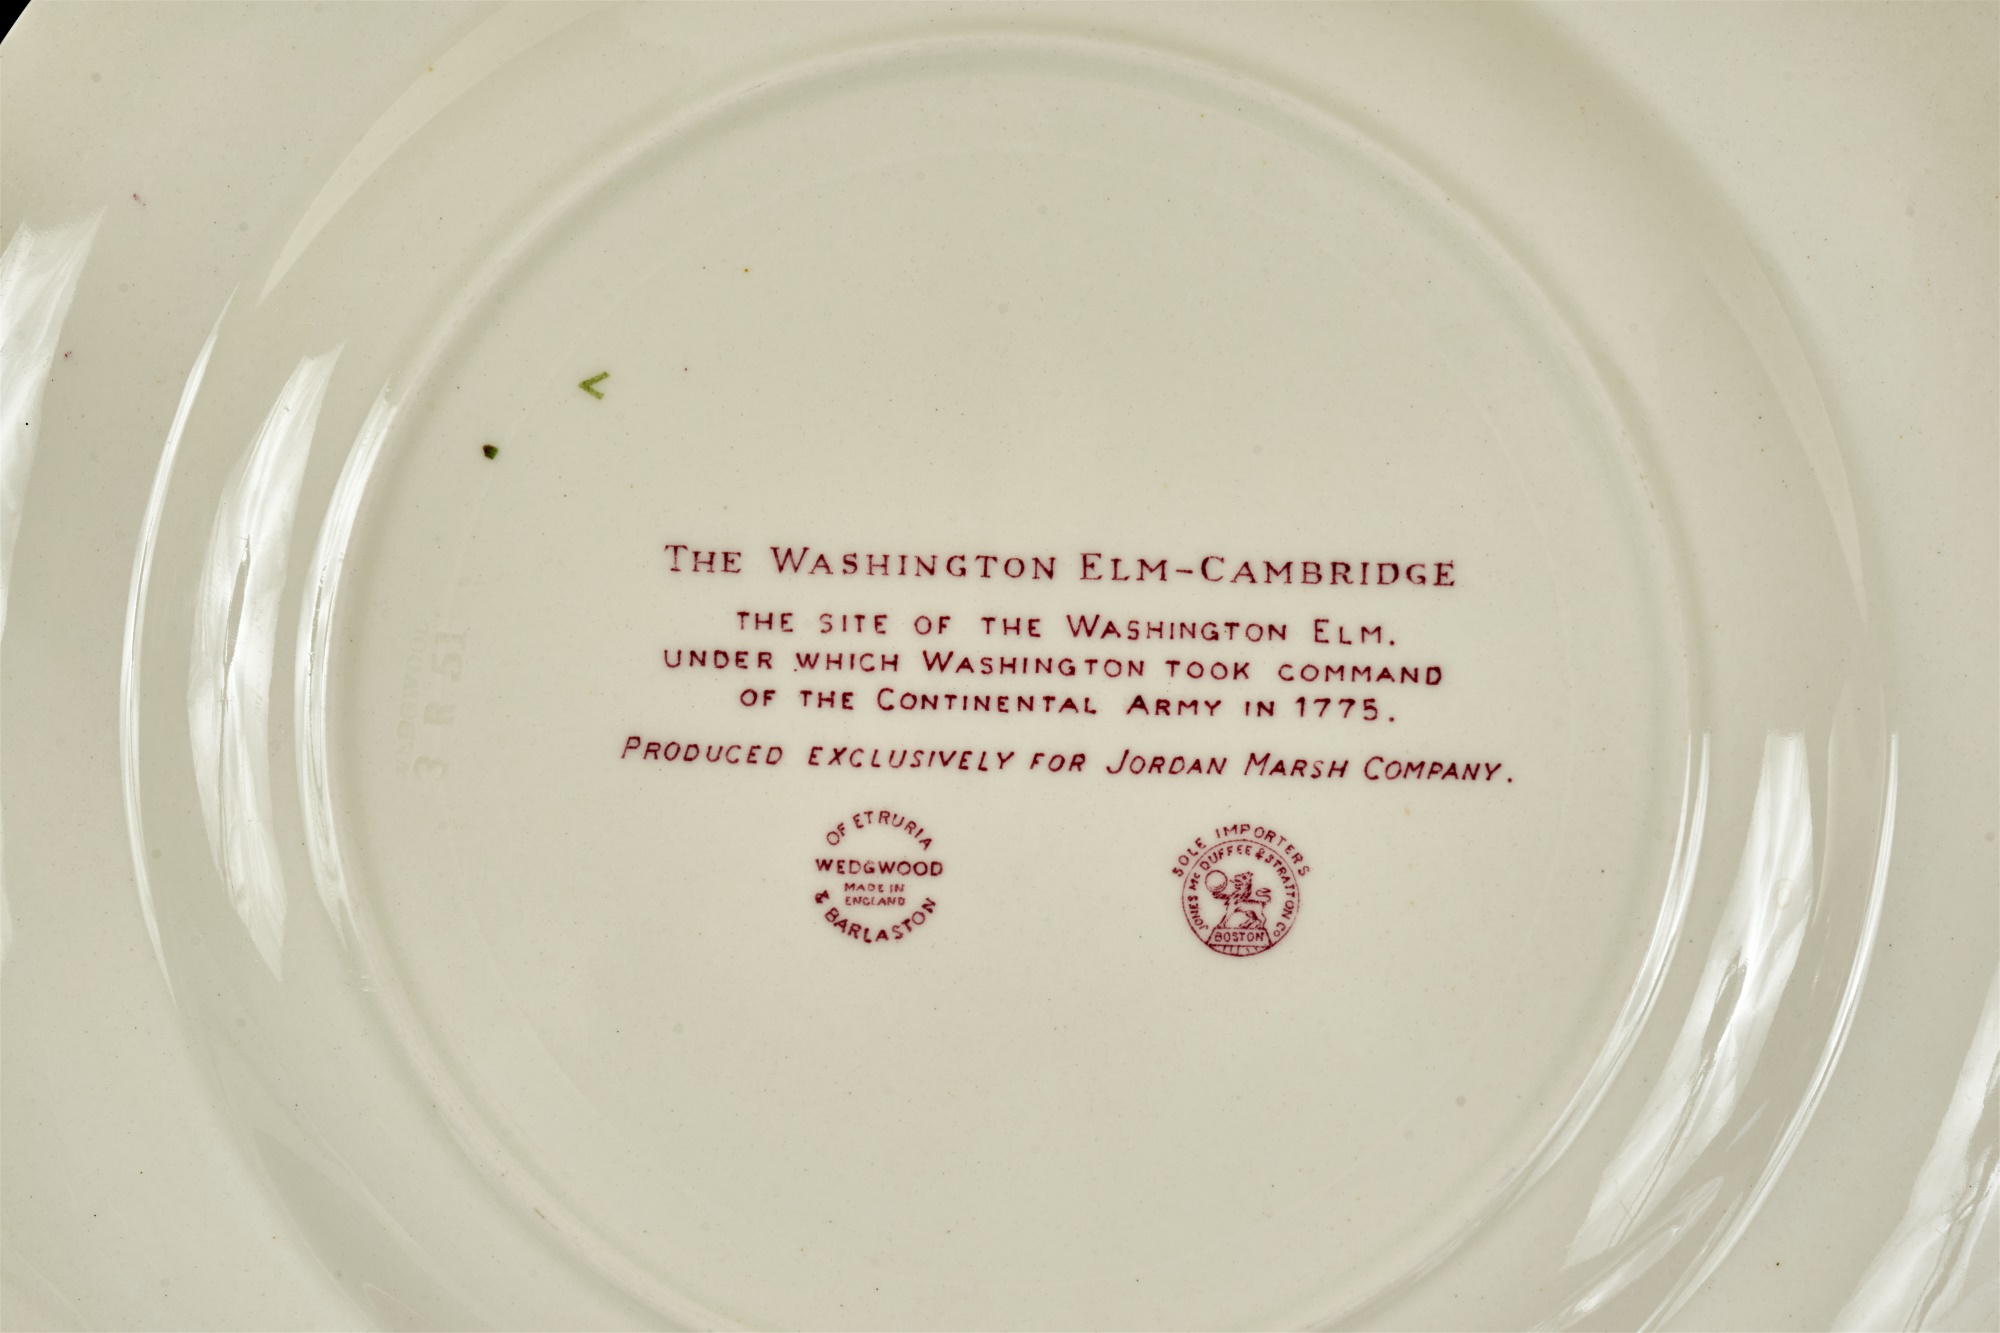 THE WASHINGTON ELM-CAMBRIDGE
THE SITE OF THE WASHINGTON ELM.
UNDER WHICH WASHINGTON TOOK COMMAND
OF THE CONTINENTAL ARMY IN 1775.
PRODUCED EXCLUSIVELY FOR JORDAN MARSH COMPANY.
OF ETRURIA
WEDGWOOD
MADE IN
ENGLAND
& BARLASTON
SOLE IMPORTERS
JONES McDUFFEE & STRATTON CO
BOSTON
WEDGWOOD
3 R 51